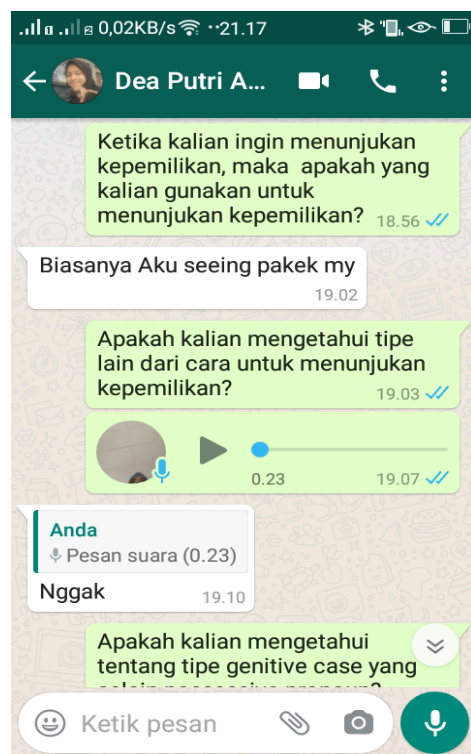 0,02KB/s ··21.17
Dea Putri A...
Ketika kalian ingin menunjukan
kepemilikan, maka apakah yang
kalian gunakan untuk
menunjukan kepemilikan? 18.56
Biasanya Aku seeing pakek my
19.02
Apakah kalian mengetahui tipe
lain dari cara untuk menunjukan
kepemilikan? 19.03
0.23 19.07
Anda
Pesan suara (0.23)
Nggak 19.10
Apakah kalian mengetahui
tentang tipe genitive case yang
Ketik pesan